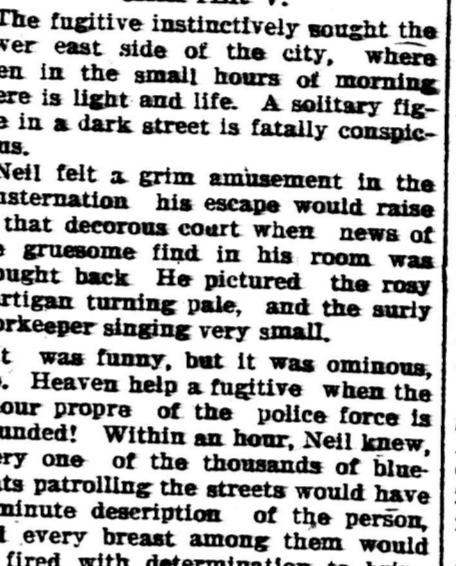 The fugitive instinctively sought the
wer east side of the city, where
en in the small hours of morning
ere is light and life. A solitary fig-
e in a dark street is fatally conspic-
us.
Neil felt a grim amusement in the
nsternation his escape would raise
that decorous court when news of
e gruesome find in his room was
ought back He pictured the rosy
artigan turning pale, and the surly
orkeeper singing very small.
t was funny, but it was ominous,
. Heaven help a fugitive when the
our propre of the police force is
unded! Within an hour, Neil knew,
ery one of the thousands of blue-
ts patrolling the streets would have
minute description of the person,
every breast among them would
fired with determination to